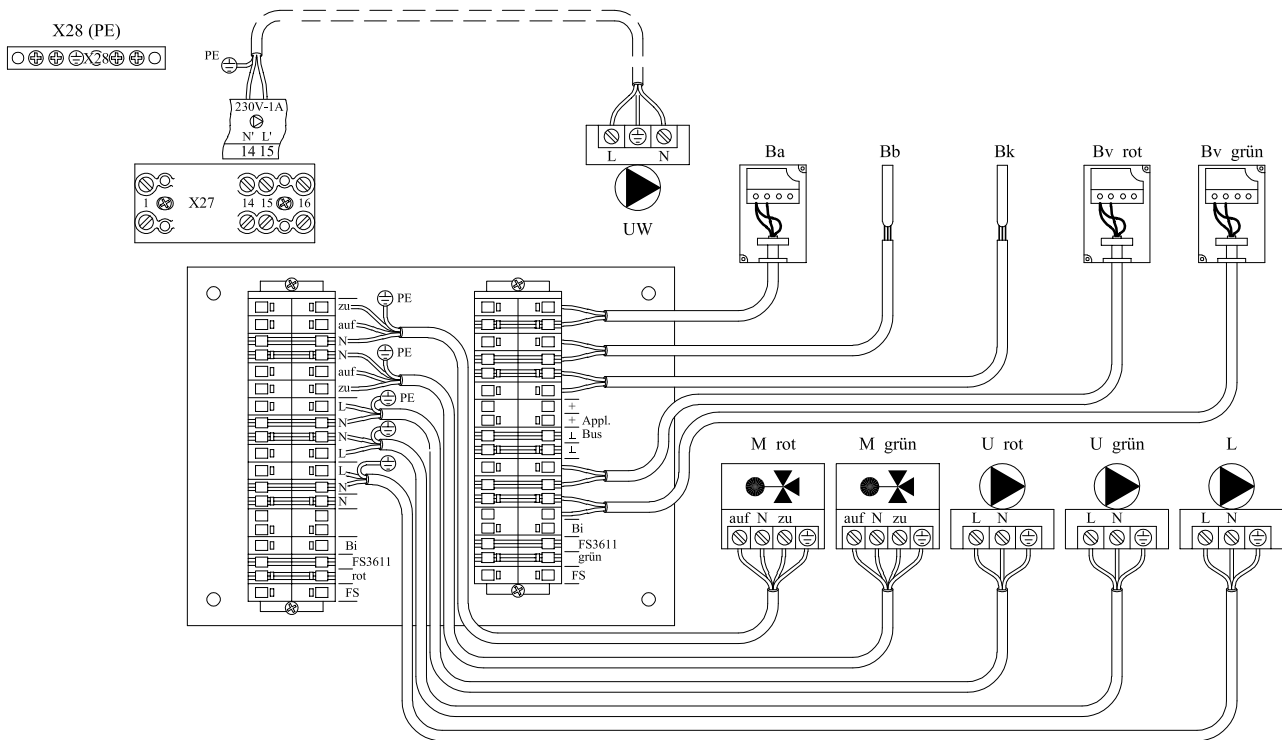 X28 (PE)
X28
PE
230V-1A
N' L'
14 15
1 X27 14 15 16
L N
UW
Ba
Bb
Bk
Bv rot
Bv grün
zu
auf
N
N
auf
zu
L
N
N
L
L
N
N
Bi
FS3611
rot
FS
PE
PE
PE
+
+ Appl.
⊥ Bus
⊥
Bi
FS3611
grün
FS
M rot
auf N zu
M grün
auf N zu
U rot
L N
U grün
L N
L
L N